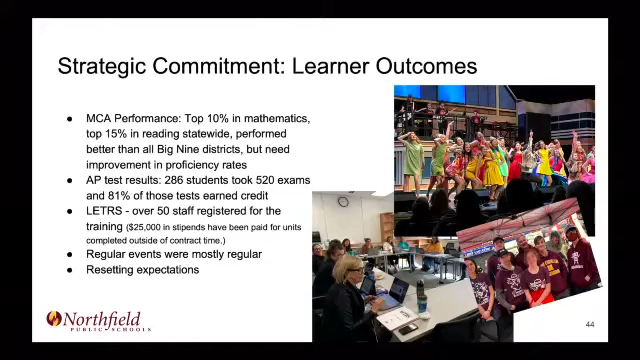 Strategic Commitment: Learner Outcomes
● MCA Performance: Top 10% in mathematics,
top 15% in reading statewide, performed
better than all Big Nine districts, but need
improvement in proficiency rates
● AP test results: 286 students took 520 exams
and 81% of those tests earned credit
● LETRS - over 50 staff registered for the
training ($25,000 in stipends have been paid for units
completed outside of contract time.)
● Regular events were mostly regular
● Resetting expectations
Northfield
PUBLIC SCHOOLS
44